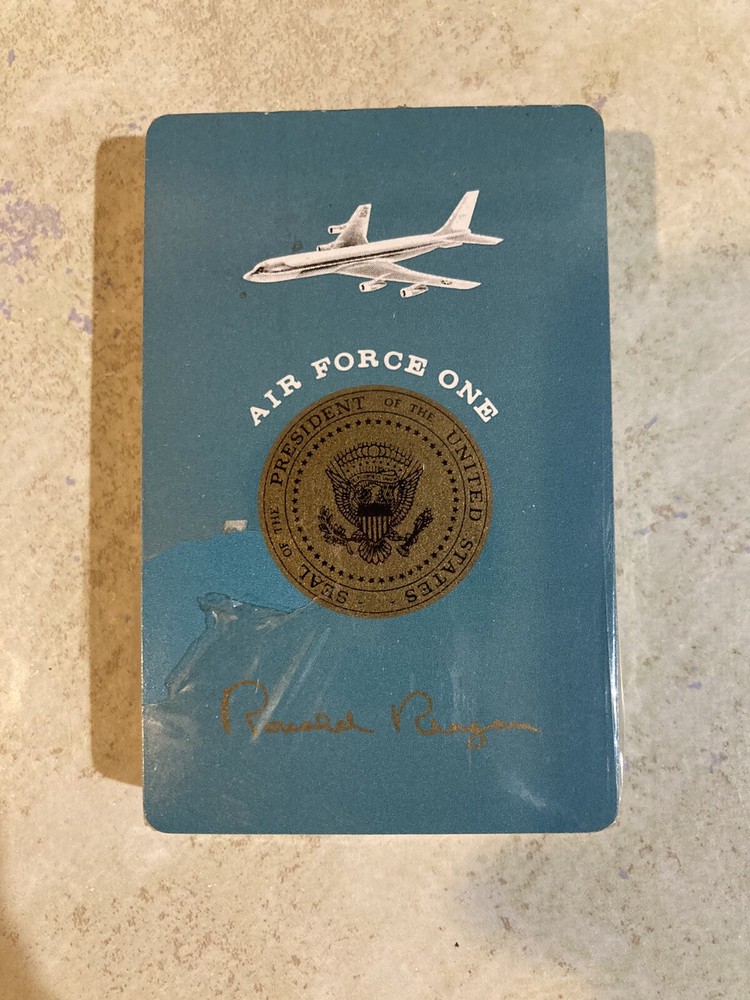 AIR FORCE ONE
SEAL OF THE PRESIDENT OF THE UNITED STATES
Ronald Reagan